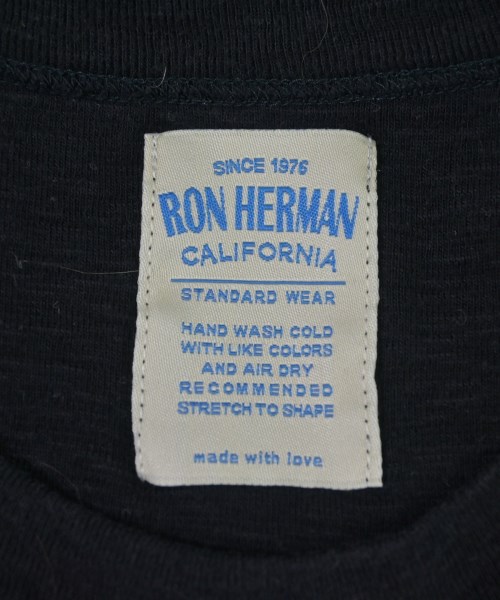 SINCE 1976
RON HERMAN
CALIFORNIA
STANDARD WEAR
HAND WASH COLD
WITH LIKE COLORS
AND AIR DRY
RECOMMENDED
STRETCH TO SHAPE
made with love